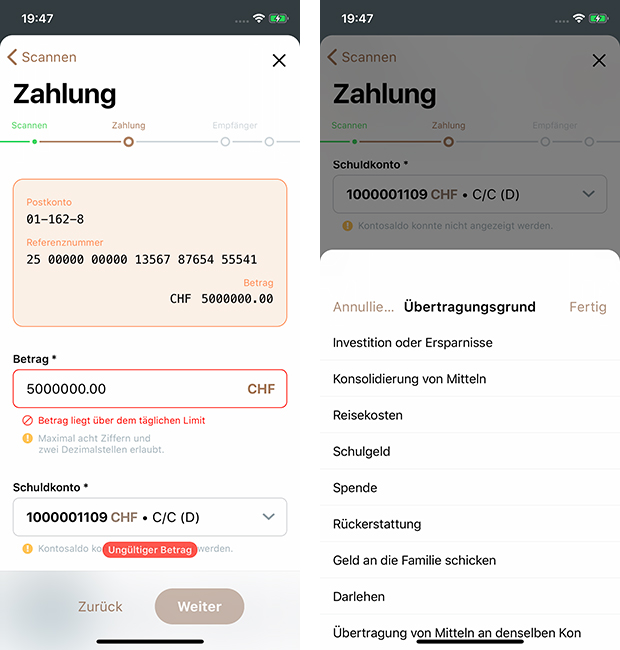 19:47
Scannen
Zahlung
Scannen
Zahlung
Empfänger
Postkonto
01-162-8
Referenznummer
25 00000 00000 13567 87654 55541
Betrag
CHF 5000000.00
Betrag *
5000000.00 CHF
Betrag liegt über dem täglichen Limit
Maximal acht Ziffern und
zwei Dezimalstellen erlaubt.
Schuldkonto *
1000001109 CHF • C/C (D)
Kontosaldo ko
Ungültiger Betrag
werden.
Zurück
Weiter
19:47
Scannen
Zahlung
Scannen
Zahlung
Empfänger
Schuldkonto *
1000001109 CHF • C/C (D)
Kontosaldo konnte nicht angezeigt werden.
Annullie... Übertragungsgrund Fertig
Investition oder Ersparnisse
Konsolidierung von Mitteln
Reisekosten
Schulgeld
Spende
Rückerstattung
Geld an die Familie schicken
Darlehen
Übertragung von Mitteln an denselben Kon